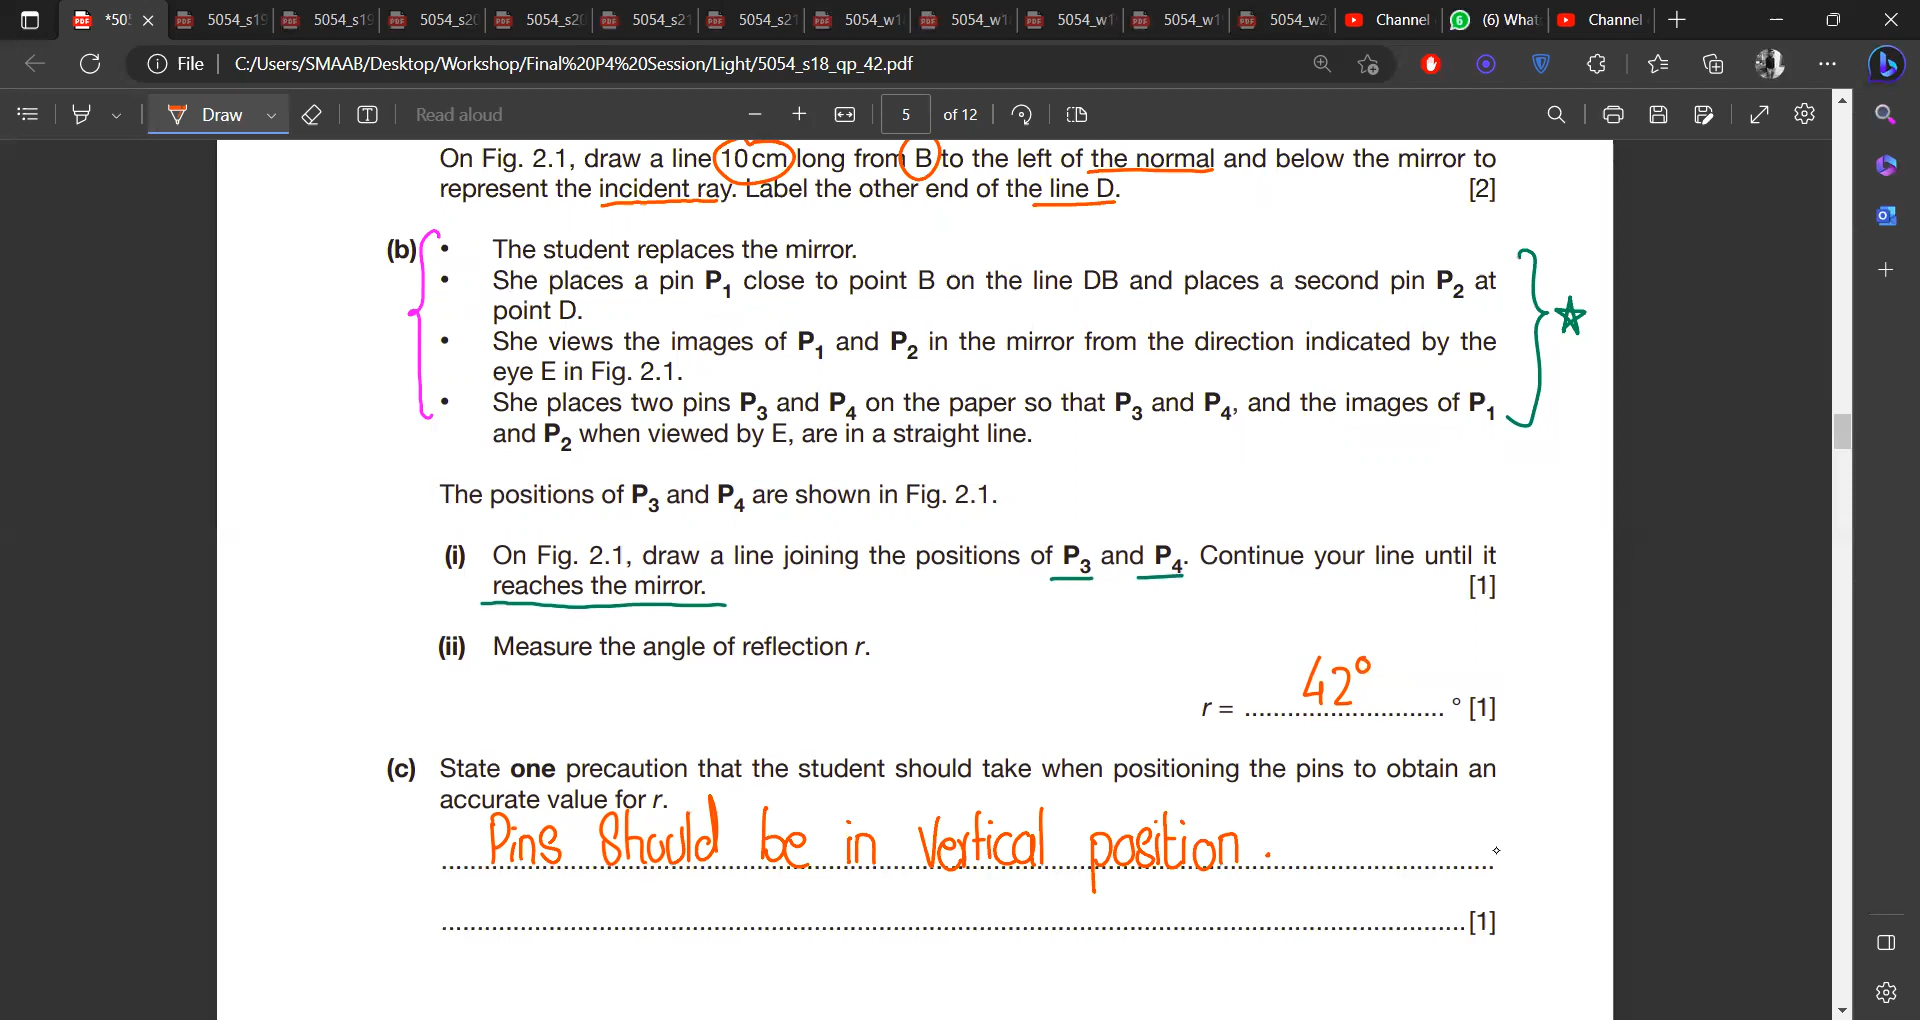 *50
5054_s19
5054_s19
5054_s20
5054_s20
5054_s21
5054_s21
5054_w1
5054_w1
5054_w1
5054_w1
5054_w2
Channel
(6) What
Channel
File C:/Users/SMAAB/Desktop/Workshop/Final%20P4%20Session/Light/5054_s18_qp_42.pdf
Draw Read aloud 5 of 12
On Fig. 2.1, draw a line 10 cm long from B to the left of the normal and below the mirror to
represent the incident ray. Label the other end of the line D. [2]
(b) • The student replaces the mirror.
• She places a pin P1 close to point B on the line DB and places a second pin P2 at
point D.
• She views the images of P1 and P2 in the mirror from the direction indicated by the
eye E in Fig. 2.1.
• She places two pins P3 and P4 on the paper so that P3 and P4, and the images of P1
and P2 when viewed by E, are in a straight line.
The positions of P3 and P4 are shown in Fig. 2.1.
(i) On Fig. 2.1, draw a line joining the positions of P3 and P4. Continue your line until it
reaches the mirror. [1]
(ii) Measure the angle of reflection r.
42°
r = ............................ ° [1]
(c) State one precaution that the student should take when positioning the pins to obtain an
accurate value for r.
Pins should be in vertical position.
[1]